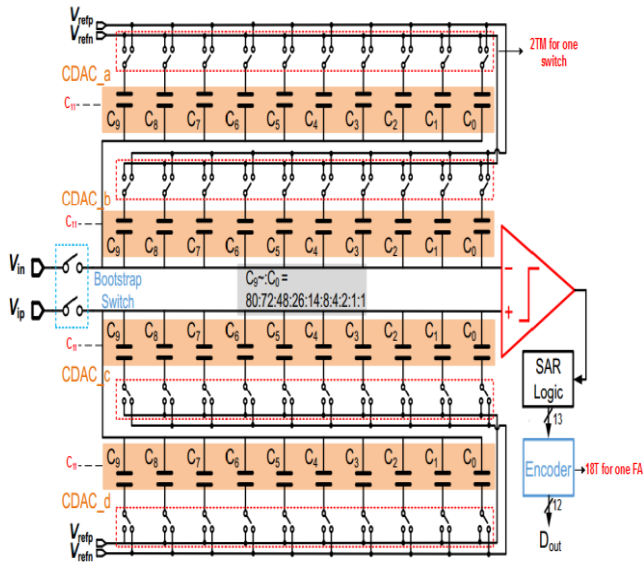 Vrefp
Vrefn
2TM for one
switch
CDAC_a
C11
C9 C8 C7 C6 C5 C4 C3 C2 C1 C0
CDAC_b
C11
C9 C8 C7 C6 C5 C4 C3 C2 C1 C0
Vin
Bootstrap
Switch
C9~:C0 =
80:72:48:26:14:8:4:2:1:1
-
+
Vip
C9 C8 C7 C6 C5 C4 C3 C2 C1 C0
CDAC_c
SAR
Logic
13
C9 C8 C7 C6 C5 C4 C3 C2 C1 C0
Encoder
18T for one FA
12
CDAC_d
Dout
Vrefp
Vrefn